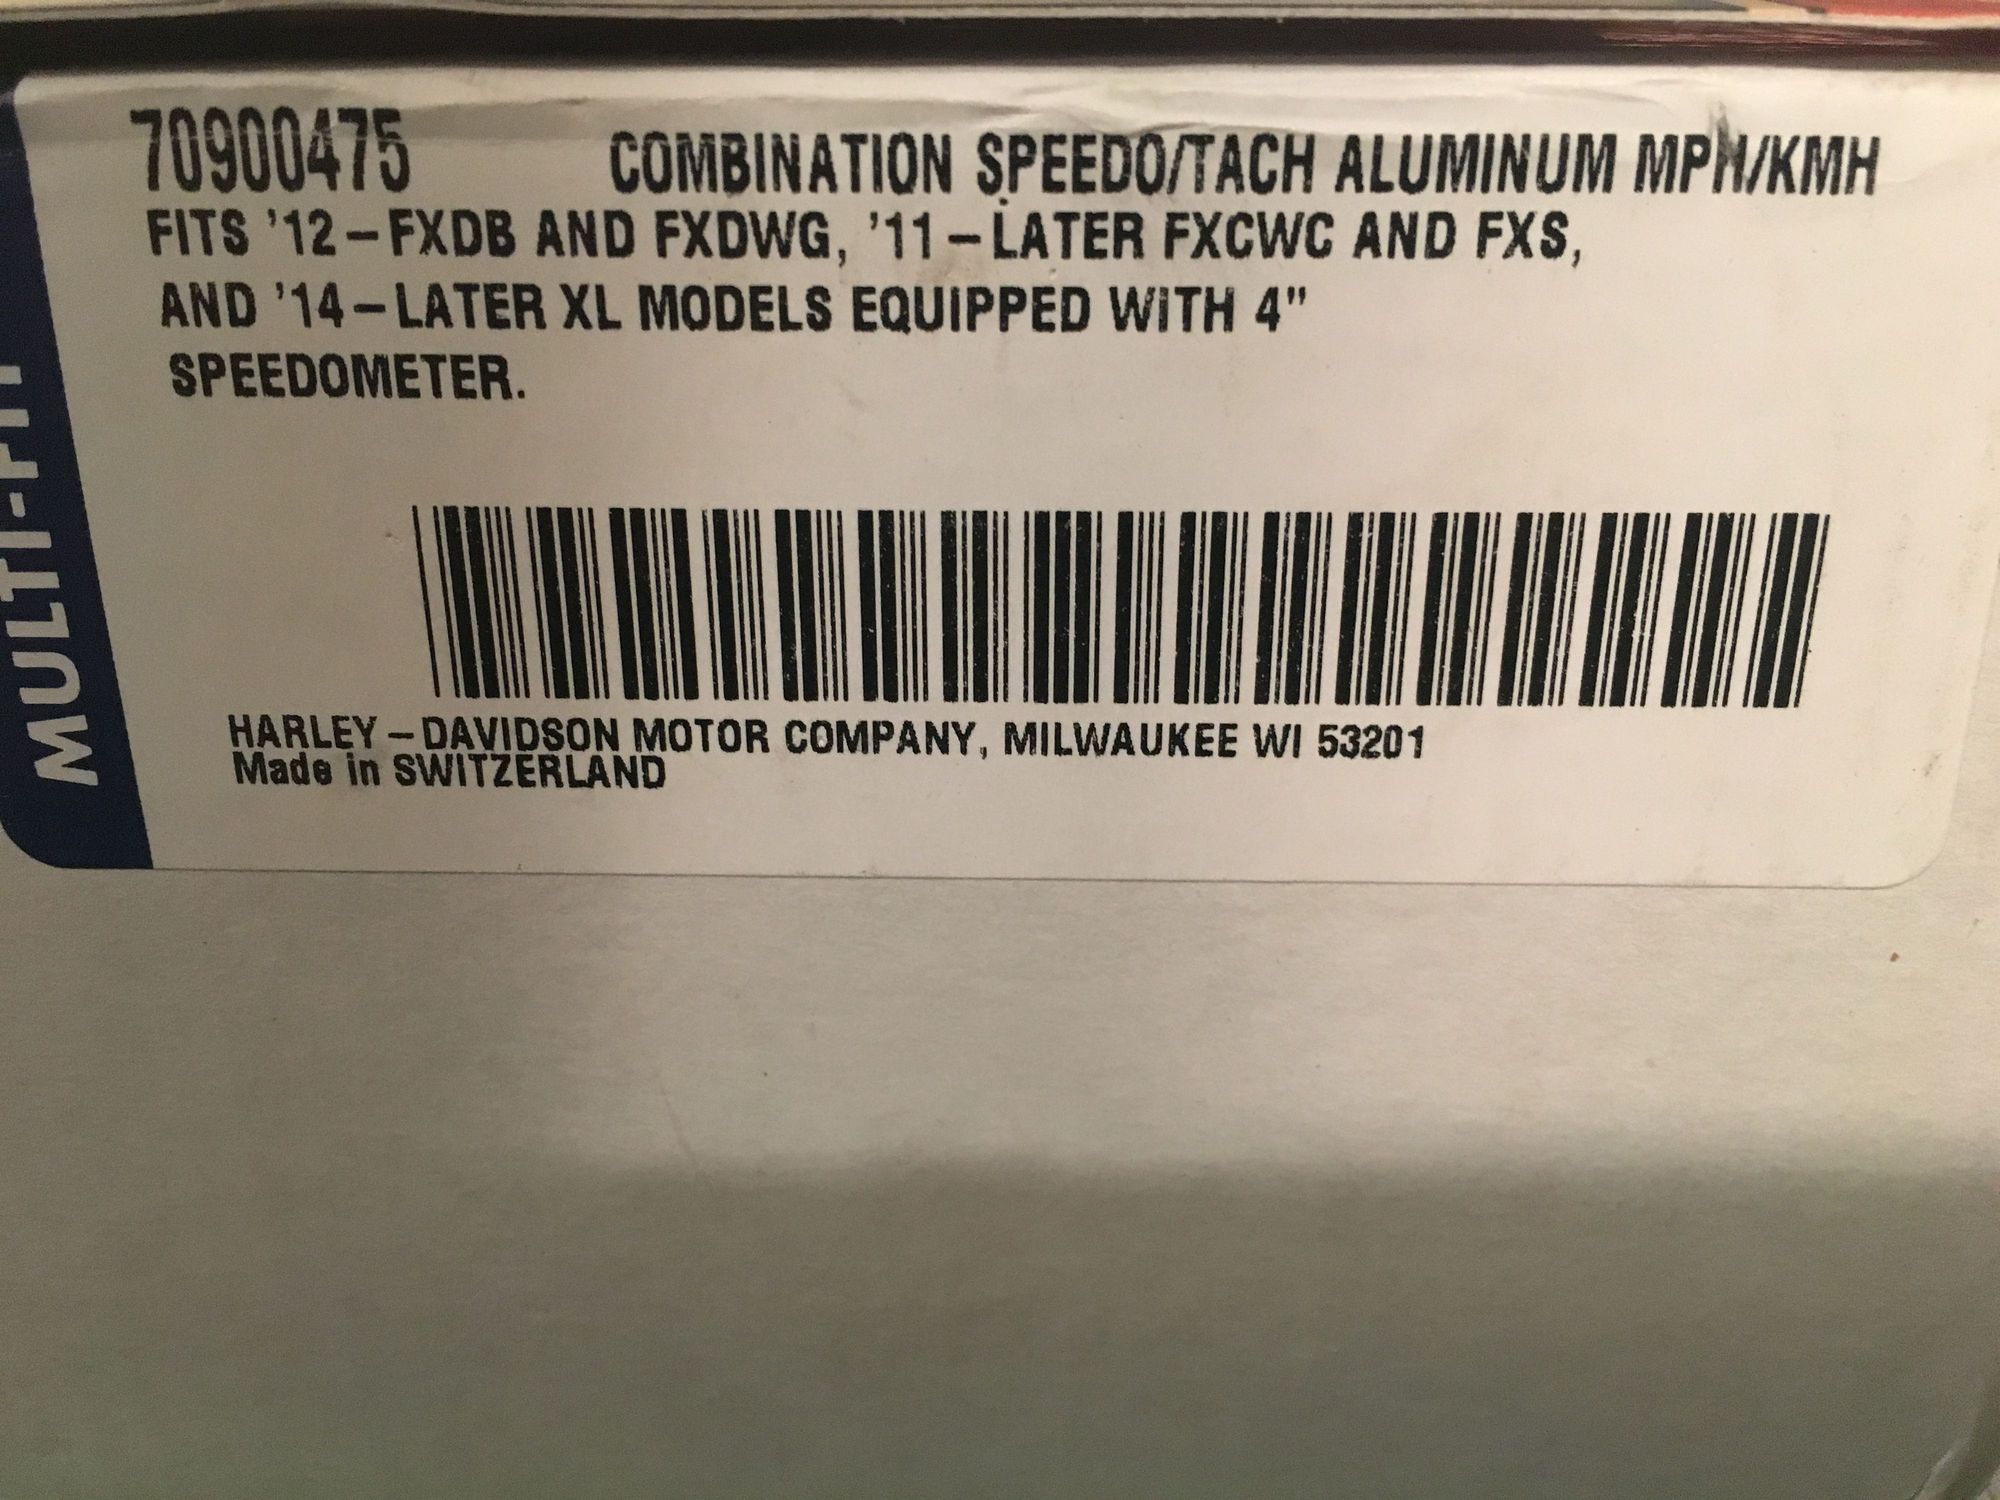 70900475 COMBINATION SPEEDO/TACH ALUMINUM MPH/KMH
FITS '12-FXDB AND FXDWG, '11-LATER FXCWC AND FXS,
AND '14-LATER XL MODELS EQUIPPED WITH 4"
SPEEDOMETER.
HARLEY-DAVIDSON MOTOR COMPANY, MILWAUKEE WI 53201
Made in SWITZERLAND
MULTI-FIT